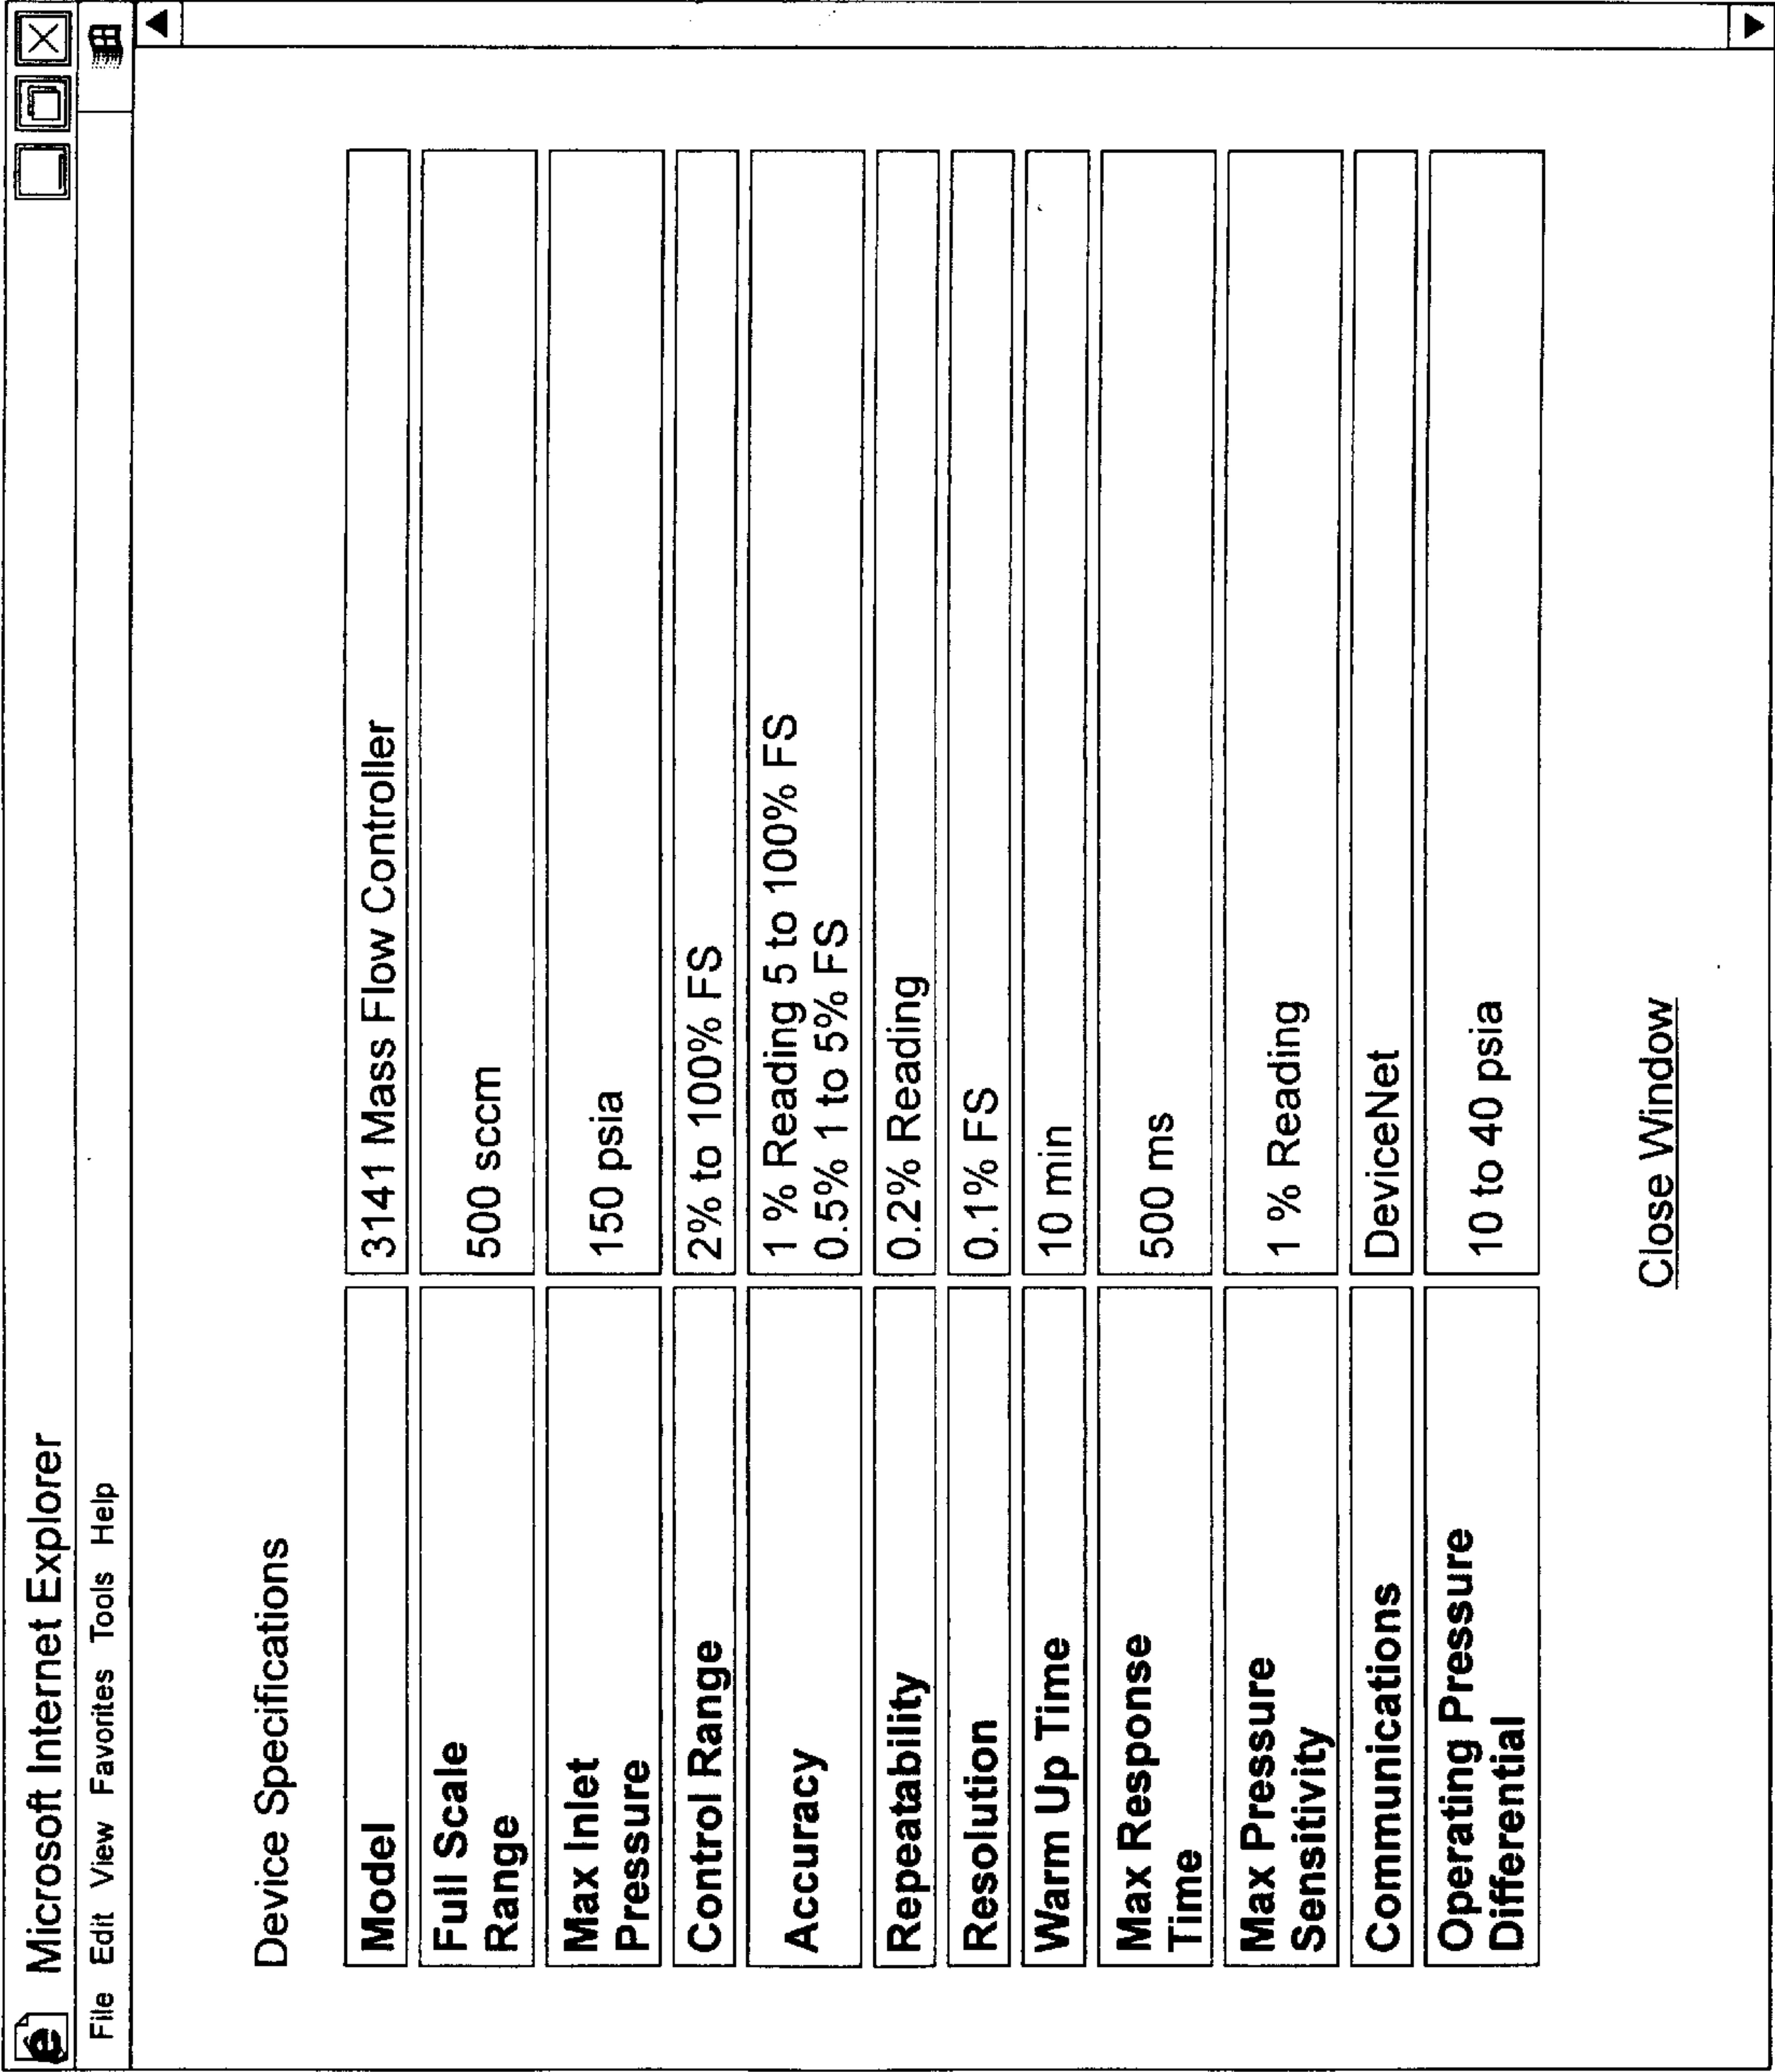 Microsoft Internet Explorer
File Edit View Favorites Tools Help
Device Specifications
Model 3141 Mass Flow Controller
Full Scale
Range 500 sccm
Max Inlet
Pressure 150 psia
Control Range 2% to 100% FS
Accuracy 1 % Reading 5 to 100% FS
0.5% 1 to 5% FS
Repeatability 0.2% Reading
Resolution 0.1% FS
Warm Up Time 10 min
Max Response
Time 500 ms
Max Pressure
Sensitivity 1 % Reading
Communications DeviceNet
Operating Pressure
Differential 10 to 40 psia
Close Window